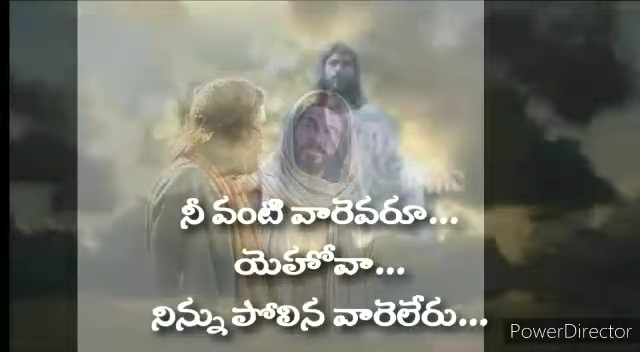 నీ వంటి వారెవరూ...
యెహోవా...
నిన్ను పోలిన వారెలేరు...
PowerDirector